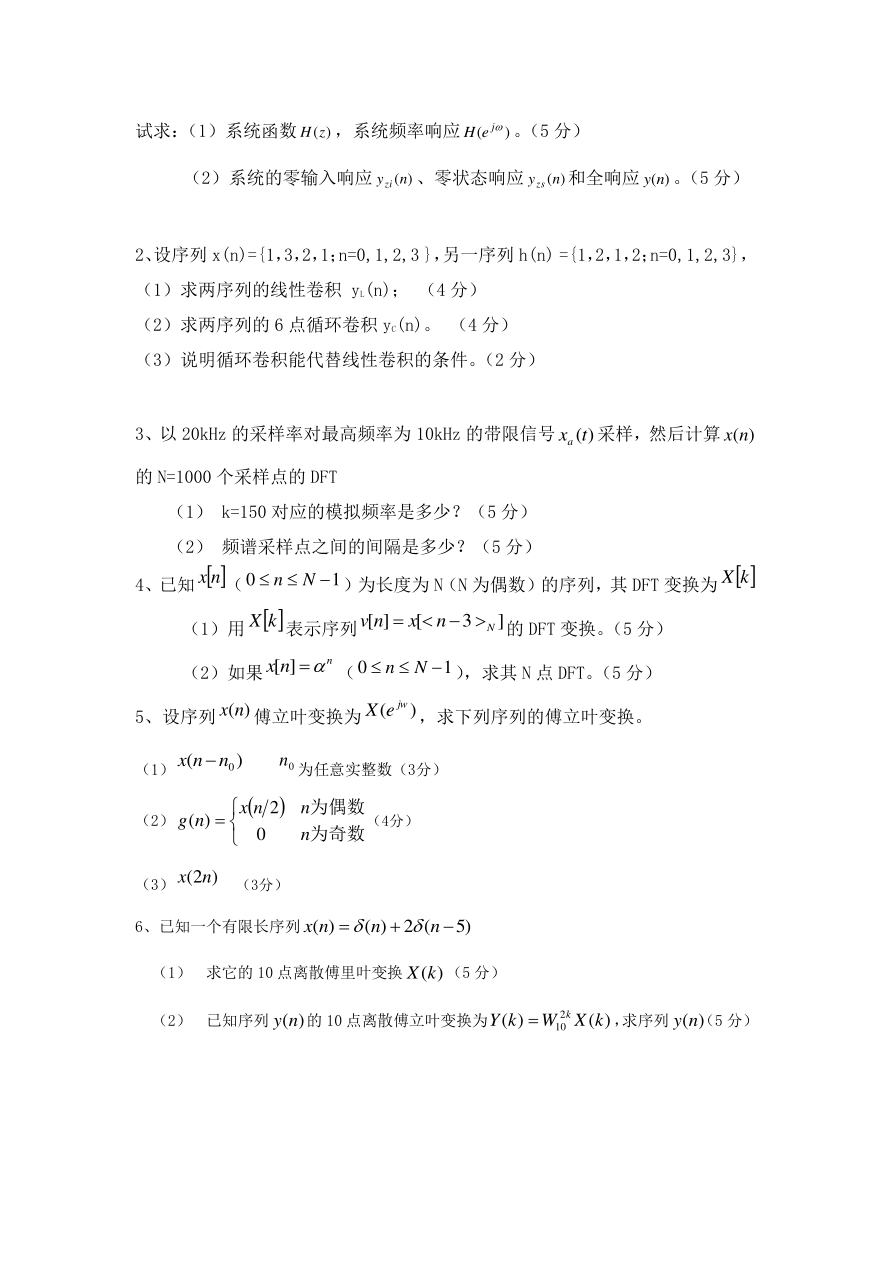 试求:（1）系统函数 H(z)，系统频率响应 H(e^{jω})。（5 分）
（2）系统的零输入响应 y_{zi}(n)、零状态响应 y_{zs}(n) 和全响应 y(n)。（5 分）
2、设序列 x(n)={1,3,2,1;n=0,1,2,3 },另一序列 h(n) ={1,2,1,2;n=0,1,2,3},
（1）求两序列的线性卷积 y_L(n); （4 分）
（2）求两序列的 6 点循环卷积 y_C(n)。 （4 分）
（3）说明循环卷积能代替线性卷积的条件。（2 分）
3、以 20kHz 的采样率对最高频率为 10kHz 的带限信号 x_a(t) 采样，然后计算 x(n)
的 N=1000 个采样点的 DFT
（1） k=150 对应的模拟频率是多少？（5 分）
（2） 频谱采样点之间的间隔是多少？（5 分）
4、已知 x[n]（0 ≤ n ≤ N −1）为长度为 N（N 为偶数）的序列，其 DFT 变换为 X[k]
（1）用 X[k] 表示序列 v[n] = x[< n − 3 >_N] 的 DFT 变换。（5 分）
（2）如果 x[n] = α^n （0 ≤ n ≤ N −1），求其 N 点 DFT。（5 分）
5、设序列 x(n) 傅立叶变换为 X(e^{jw})，求下列序列的傅立叶变换。
（1） x(n − n_0) n_0 为任意实整数（3分）
（2） g(n) = { x(n/2) n为偶数 （4分）
0 n为奇数
（3） x(2n) （3分）
6、已知一个有限长序列 x(n) = δ(n) + 2δ(n − 5)
（1） 求它的 10 点离散傅里叶变换 X(k)（5 分）
（2） 已知序列 y(n) 的 10 点离散傅立叶变换为 Y(k) = W_{10}^{2k} X(k)，求序列 y(n)（5 分）